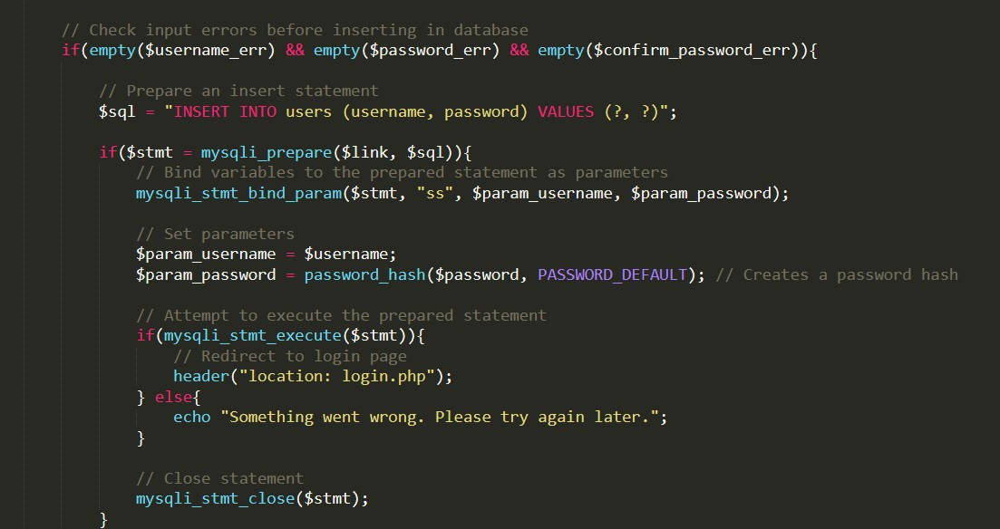 // Check input errors before inserting in database
if(empty($username_err) && empty($password_err) && empty($confirm_password_err)){
// Prepare an insert statement
$sql = "INSERT INTO users (username, password) VALUES (?, ?)";
if($stmt = mysqli_prepare($link, $sql)){
// Bind variables to the prepared statement as parameters
mysqli_stmt_bind_param($stmt, "ss", $param_username, $param_password);
// Set parameters
$param_username = $username;
$param_password = password_hash($password, PASSWORD_DEFAULT); // Creates a password hash
// Attempt to execute the prepared statement
if(mysqli_stmt_execute($stmt)){
// Redirect to login page
header("location: login.php");
} else{
echo "Something went wrong. Please try again later.";
}
// Close statement
mysqli_stmt_close($stmt);
}